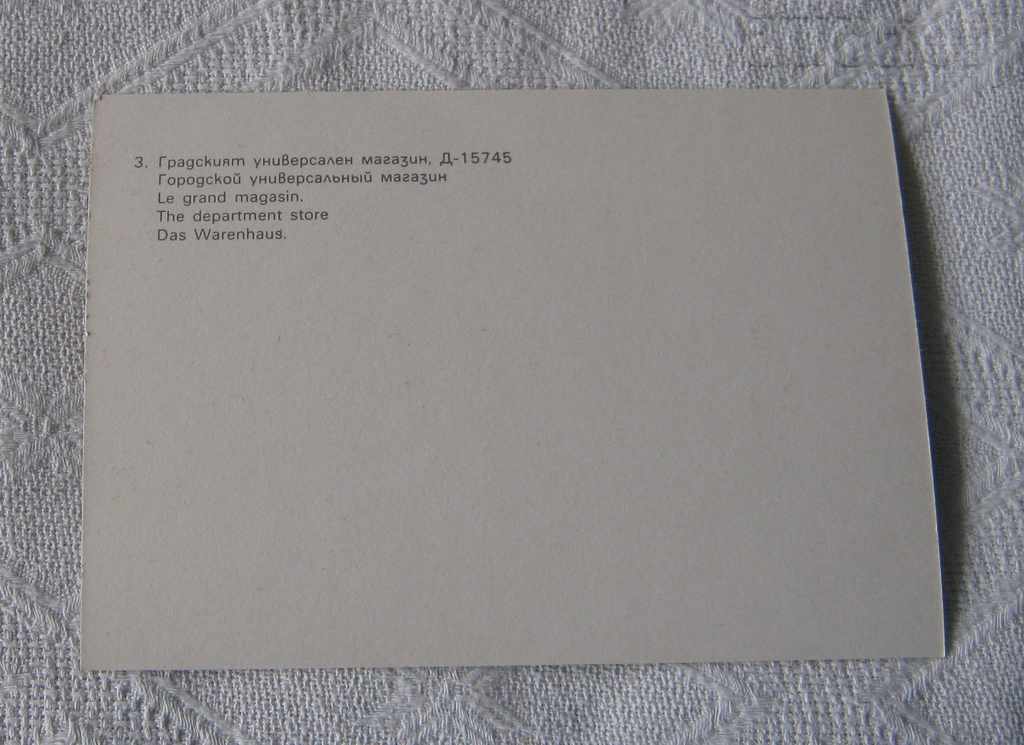 3. Градският универсален магазин, Д-15745
Городской универсальный магазин
Le grand magasin.
The department store
Das Warenhaus.